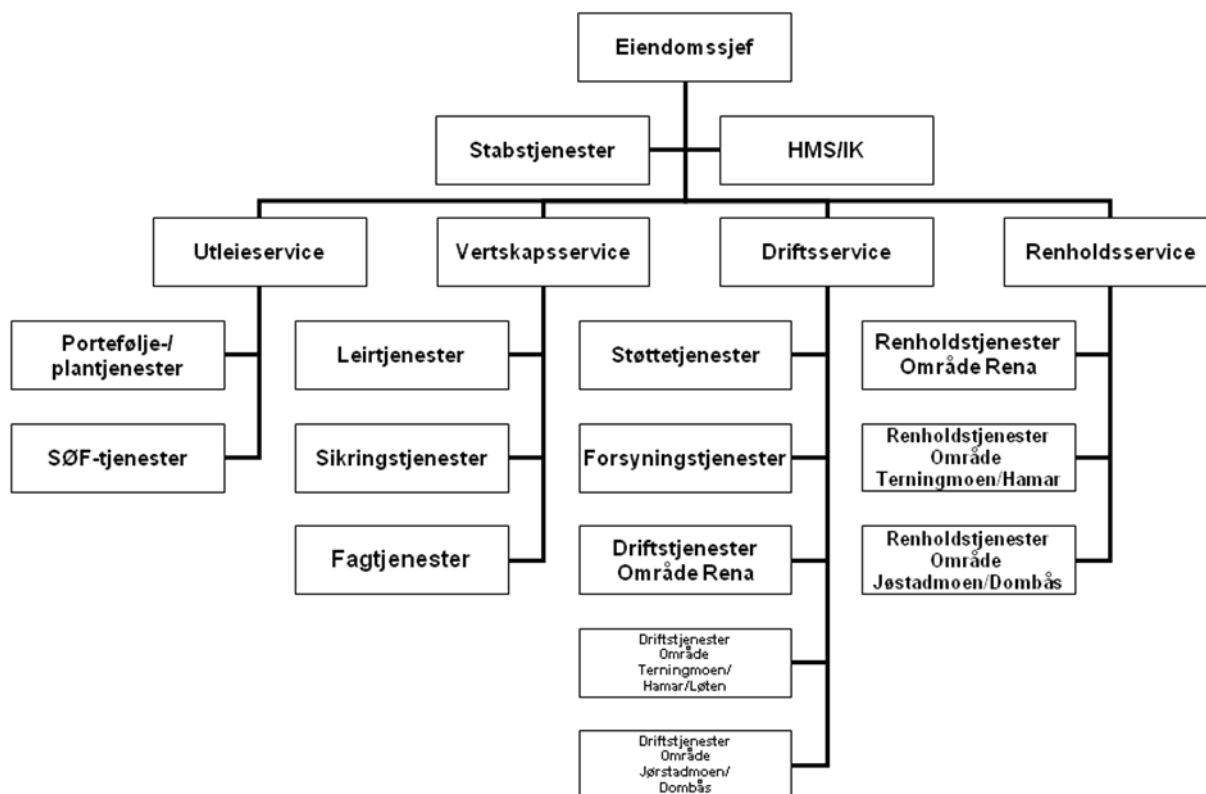 Eiendomssjef
Stabstjenester
HMS/IK
Utleieservice
Vertskapsservice
Driftsservice
Renholdsservice
Portefølje-/
plantjenester
SØF-tjenester
Leirtjenester
Sikringstjenester
Fagtjenester
Støttetjenester
Forsyningstjenester
Driftstjenester
Område Rena
Driftstjenester
Område
Terningmoen/
Hamar/Løten
Driftstjenester
Område
Jørstadmoen/
Dombås
Renholdstjenester
Område Rena
Renholdstjenester
Område
Terningmoen/Hamar
Renholdstjenester
Område
Jøstadmoen/Dombås